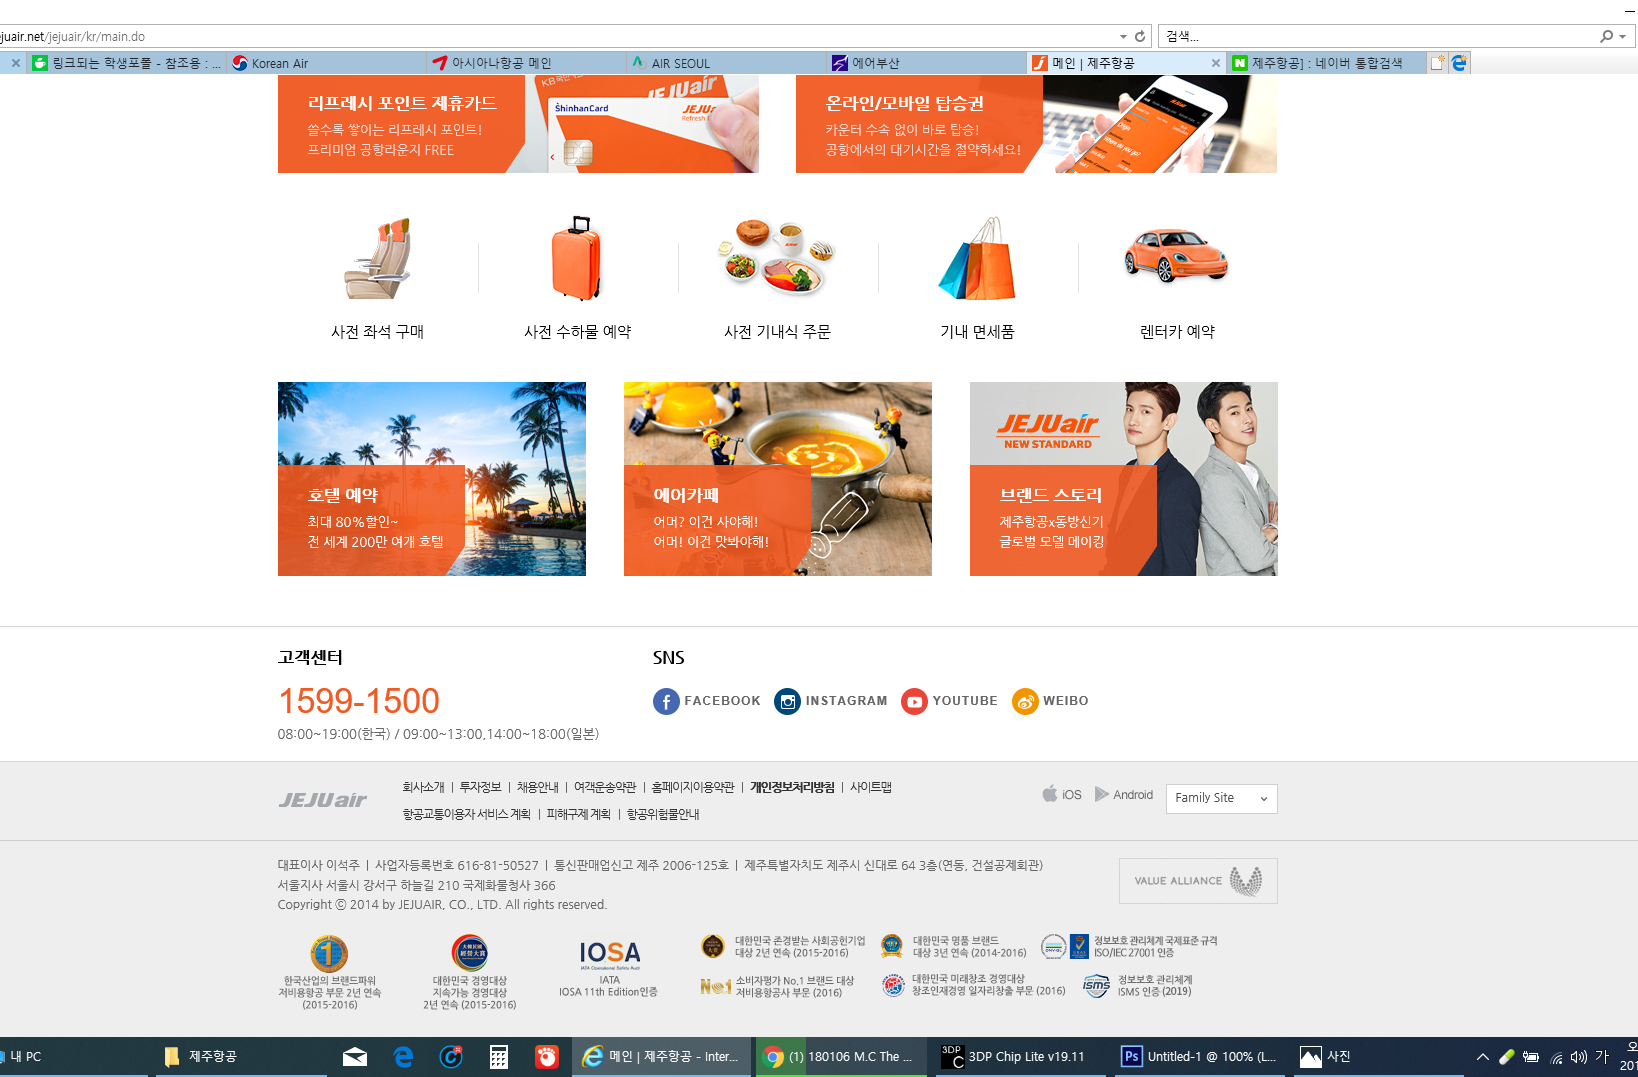 ejuair.net/jejuair/kr/main.do
검색...
링크되는 학생포폴 - 참조용 : ...
Korean Air
아시아나항공 메인
AIR SEOUL
에어부산
메인 | 제주항공
제주항공] : 네이버 통합검색
리프레시 포인트 제휴카드
쓸수록 쌓이는 리프레시 포인트!
프리미엄 공항라운지 FREE
ShinhanCard
JEJUair
온라인/모바일 탑승권
카운터 수속 없이 바로 탑승!
공항에서의 대기시간을 절약하세요!
사전 좌석 구매
사전 수하물 예약
사전 기내식 주문
기내 면세품
렌터카 예약
호텔 예약
최대 80%할인~
전 세계 200만 여개 호텔
에어카페
어머? 이건 사야해!
어머! 이건 맛봐야해!
JEJUair
NEW STANDARD
브랜드 스토리
제주항공x동방신기
글로벌 모델 메이킹
고객센터
1599-1500
08:00~19:00(한국) / 09:00~13:00,14:00~18:00(일본)
SNS
FACEBOOK INSTAGRAM YOUTUBE WEIBO
JEJUair
회사소개 | 투자정보 | 채용안내 | 여객운송약관 | 홈페이지이용약관 | 개인정보처리방침 | 사이트맵
항공교통이용자 서비스 계획 | 피해구제 계획 | 항공위험물안내
iOS
Android
Family Site
대표이사 이석주 | 사업자등록번호 616-81-50527 | 통신판매업신고 제주 2006-125호 | 제주특별자치도 제주시 신대로 64 3층(연동, 건설공제회관)
서울지사 서울시 강서구 하늘길 210 국제화물청사 366
Copyright ⓒ 2014 by JEJUAIR, CO., LTD. All rights reserved.
VALUE ALLIANCE
한국산업의 브랜드파워
저비용항공 부문 2년 연속
(2015-2016)
대한민국 경영대상
지속가능 경영대상
2년 연속 (2015-2016)
IOSA
IATA Operational Safety Audit
IATA
IOSA 11th Edition인증
대한민국 존경받는 사회공헌기업
대상 2년 연속 (2015-2016)
대한민국 명품 브랜드
대상 3년 연속 (2014-2016)
정보보호 관리체계 국제표준 규격
ISO/IEC 27001 인증
No.1
소비자평가 No.1 브랜드 대상
저비용항공사 부문 (2016)
대한민국 미래창조 경영대상
창조인재경영 일자리창출 부문 (2016)
ISMS
정보보호 관리체계
ISMS 인증 (2019)
내 PC
제주항공
메인 | 제주항공 - Inter...
(1) 180106 M.C The ...
3DP Chip Lite v19.11
Untitled-1 @ 100% (L...
사진
가
오
201